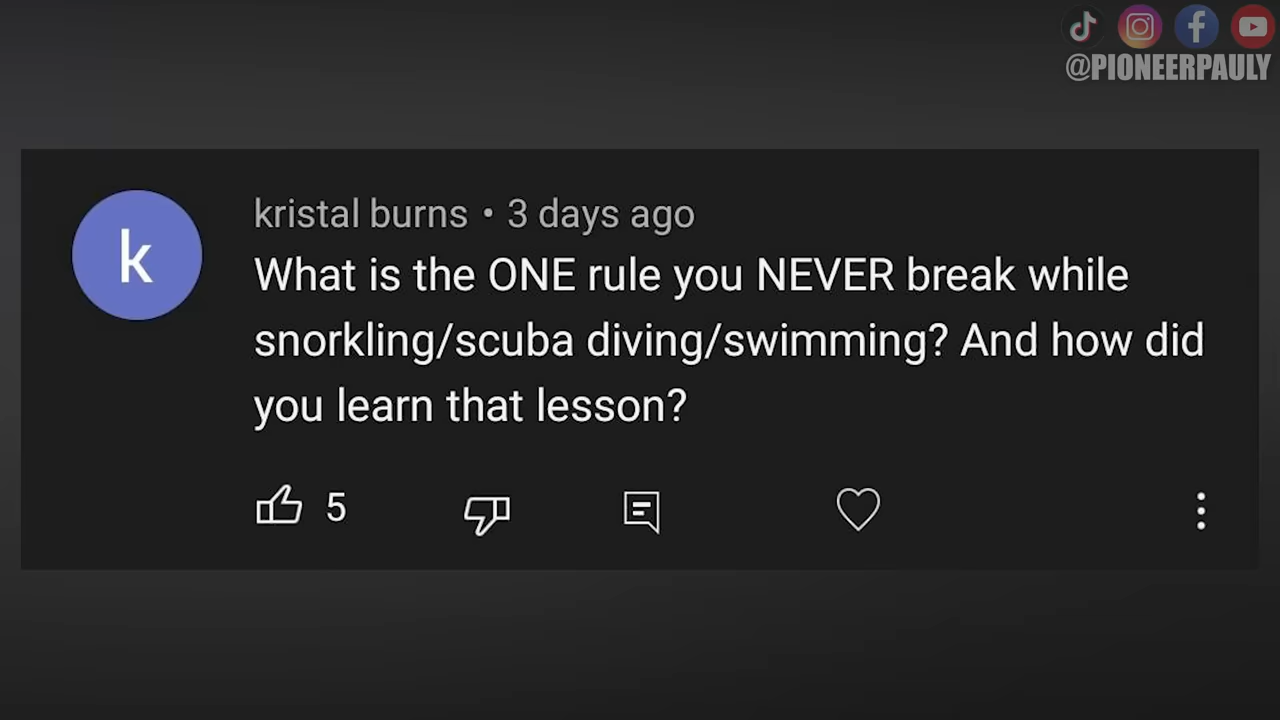 @PIONEERPAULY
k
kristal burns • 3 days ago
What is the ONE rule you NEVER break while
snorkling/scuba diving/swimming? And how did
you learn that lesson?
5